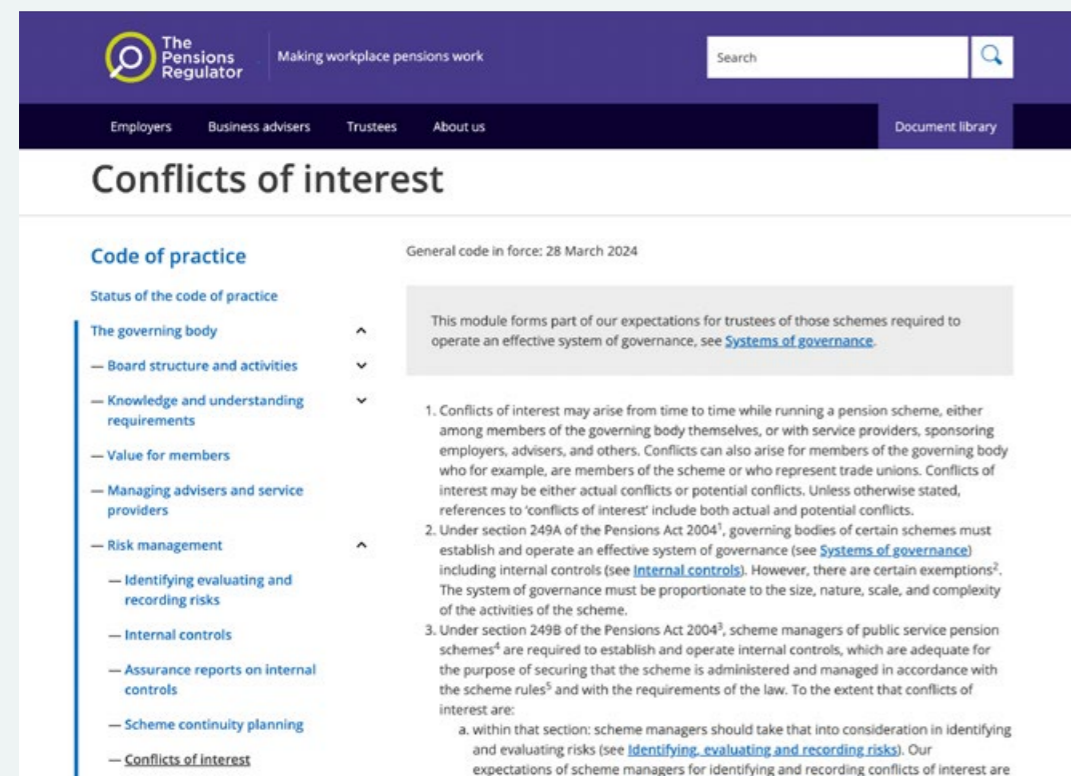 The
Pensions
Regulator
Making workplace pensions work
Search
Employers
Business advisers
Trustees
About us
Document library
Conflicts of interest
Code of practice
Status of the code of practice
The governing body
— Board structure and activities
— Knowledge and understanding
requirements
— Value for members
— Managing advisers and service
providers
— Risk management
— Identifying evaluating and
recording risks
— Internal controls
— Assurance reports on internal
controls
— Scheme continuity planning
— Conflicts of interest
General code in force: 28 March 2024
This module forms part of our expectations for trustees of those schemes required to
operate an effective system of governance, see Systems of governance.
1. Conflicts of interest may arise from time to time while running a pension scheme, either
among members of the governing body themselves, or with service providers, sponsoring
employers, advisers, and others. Conflicts can also arise for members of the governing body
who for example, are members of the scheme or who represent trade unions. Conflicts of
interest may be either actual conflicts or potential conflicts. Unless otherwise stated,
references to ‘conflicts of interest’ include both actual and potential conflicts.
2. Under section 249A of the Pensions Act 2004¹, governing bodies of certain schemes must
establish and operate an effective system of governance (see Systems of governance)
including internal controls (see Internal controls). However, there are certain exemptions².
The system of governance must be proportionate to the size, nature, scale, and complexity
of the activities of the scheme.
3. Under section 249B of the Pensions Act 2004³, scheme managers of public service pension
schemes⁴ are required to establish and operate internal controls, which are adequate for
the purpose of securing that the scheme is administered and managed in accordance with
the scheme rules⁵ and with the requirements of the law. To the extent that conflicts of
interest are:
a. within that section: scheme managers should take that into consideration in identifying
and evaluating risks (see Identifying, evaluating and recording risks). Our
expectations of scheme managers for identifying and recording conflicts of interest are